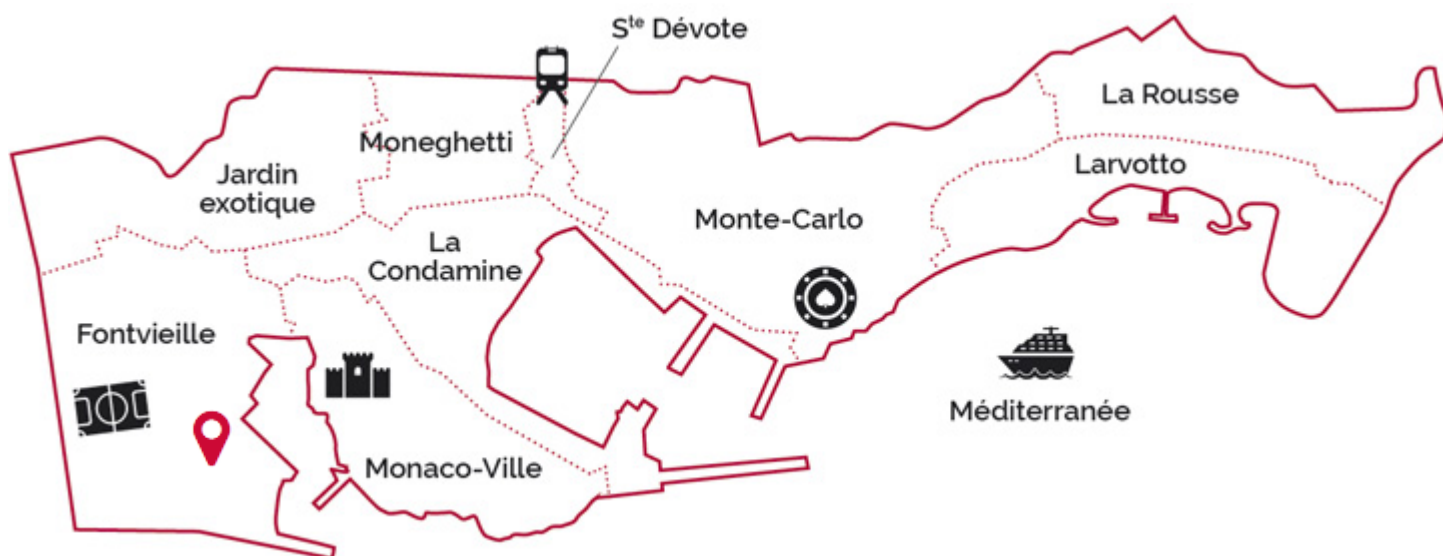 Sᵗᵉ Dévote
La Rousse
Moneghetti
Larvotto
Jardin
exotique
Monte-Carlo
La
Condamine
Fontvieille
Méditerranée
Monaco-Ville